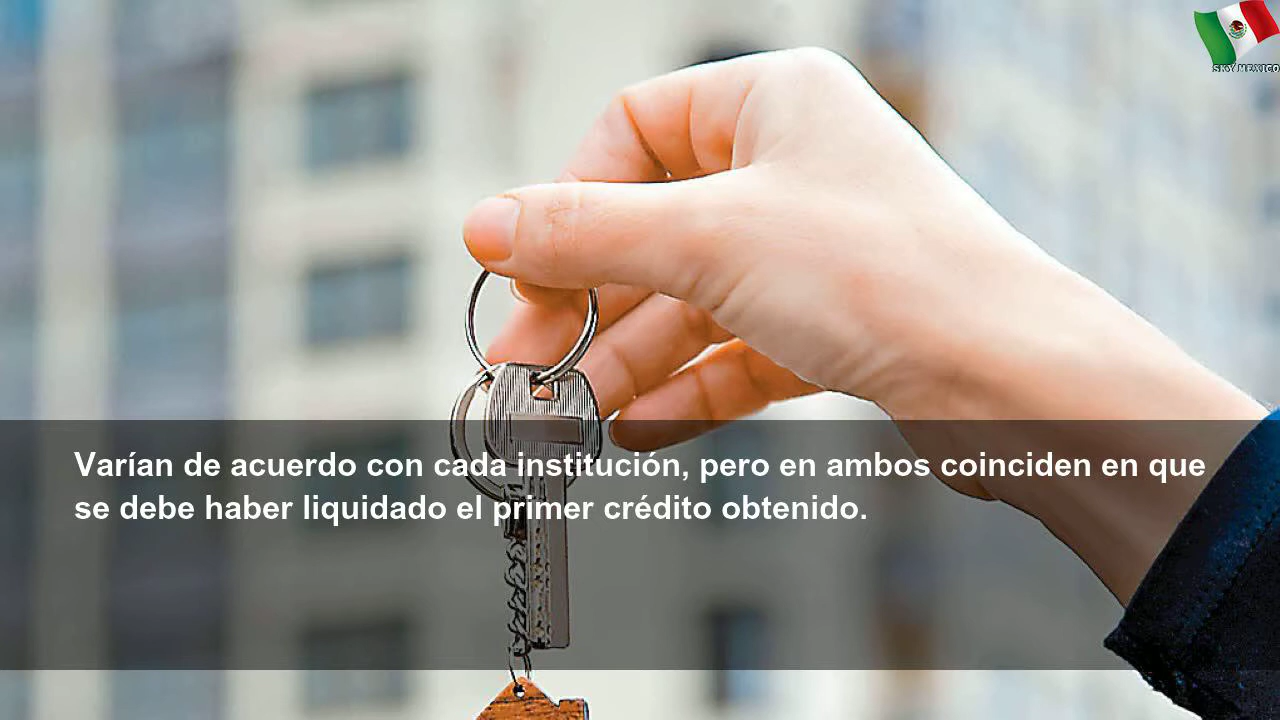 SKY MEXICO
Varían de acuerdo con cada institución, pero en ambos coinciden en que
se debe haber liquidado el primer crédito obtenido.